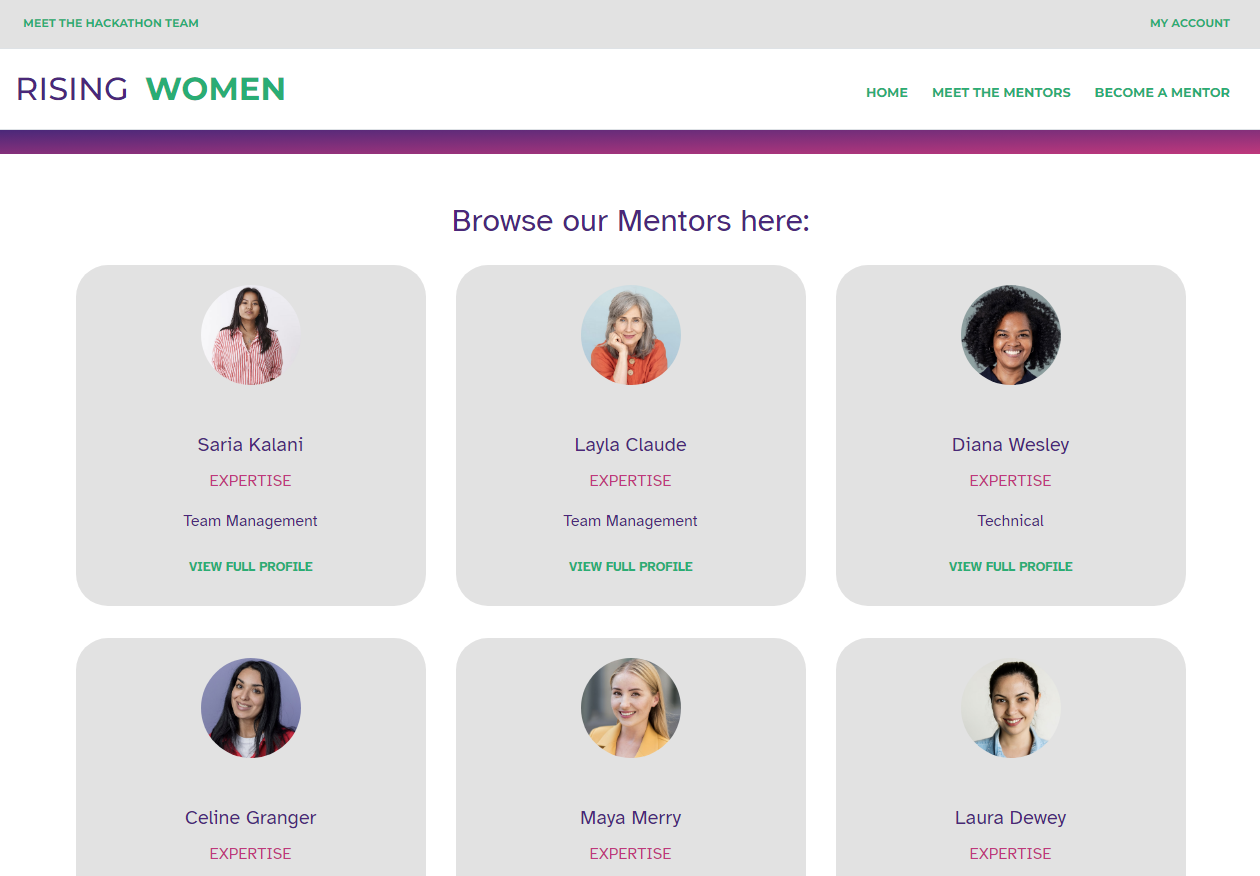 MEET THE HACKATHON TEAM MY ACCOUNT
RISING WOMEN HOME MEET THE MENTORS BECOME A MENTOR
Browse our Mentors here:
Saria Kalani Layla Claude Diana Wesley
EXPERTISE EXPERTISE EXPERTISE
Team Management Team Management Technical
VIEW FULL PROFILE VIEW FULL PROFILE VIEW FULL PROFILE
Celine Granger Maya Merry Laura Dewey
EXPERTISE EXPERTISE EXPERTISE